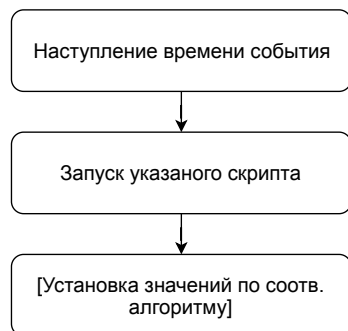 Наступление времени события
Запуск указаного скрипта
[Установка значений по соотв.
алгоритму]